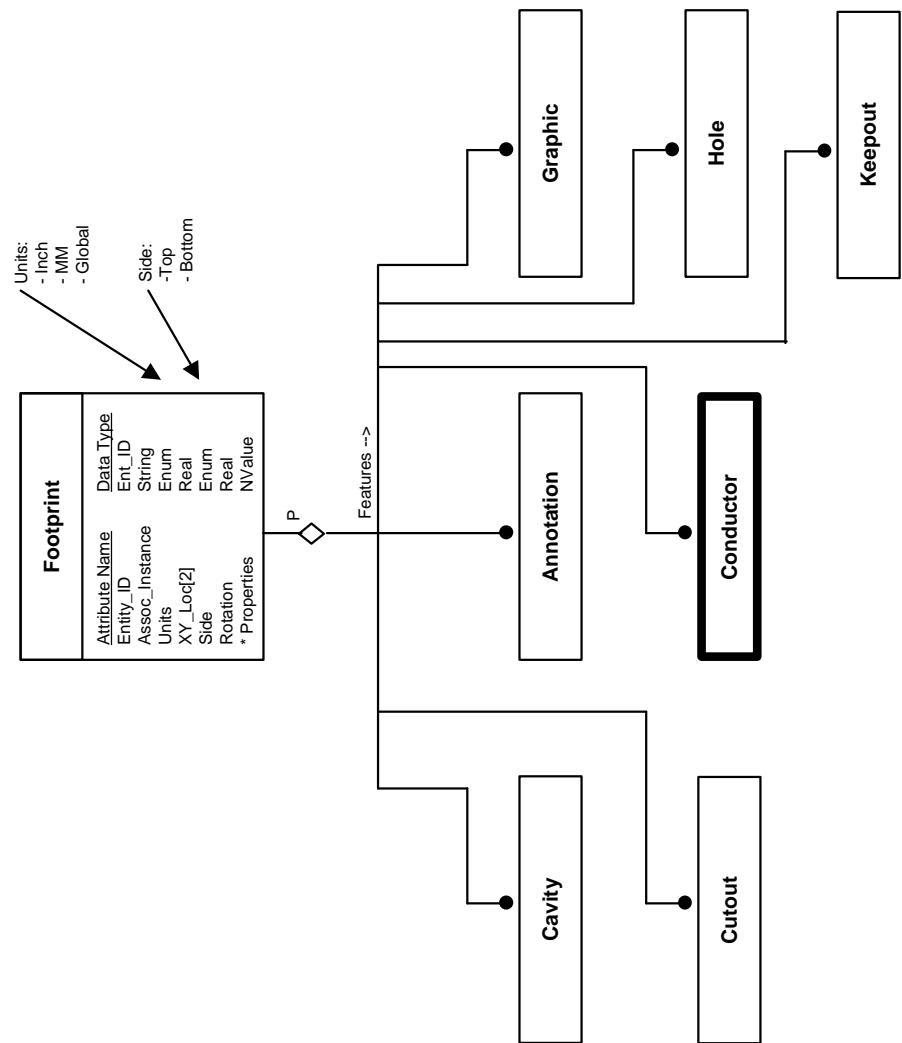 Footprint
Attribute Name Data Type
Entity_ID Ent_ID
Assoc_Instance String
Units Enum
XY_Loc[2] Real
Side Enum
Rotation Real
* Properties NValue
Units:
- Inch
- MM
- Global
Side:
-Top
- Bottom
P
Features -->
Cavity
Annotation
Graphic
Cutout
Conductor
Hole
Keepout